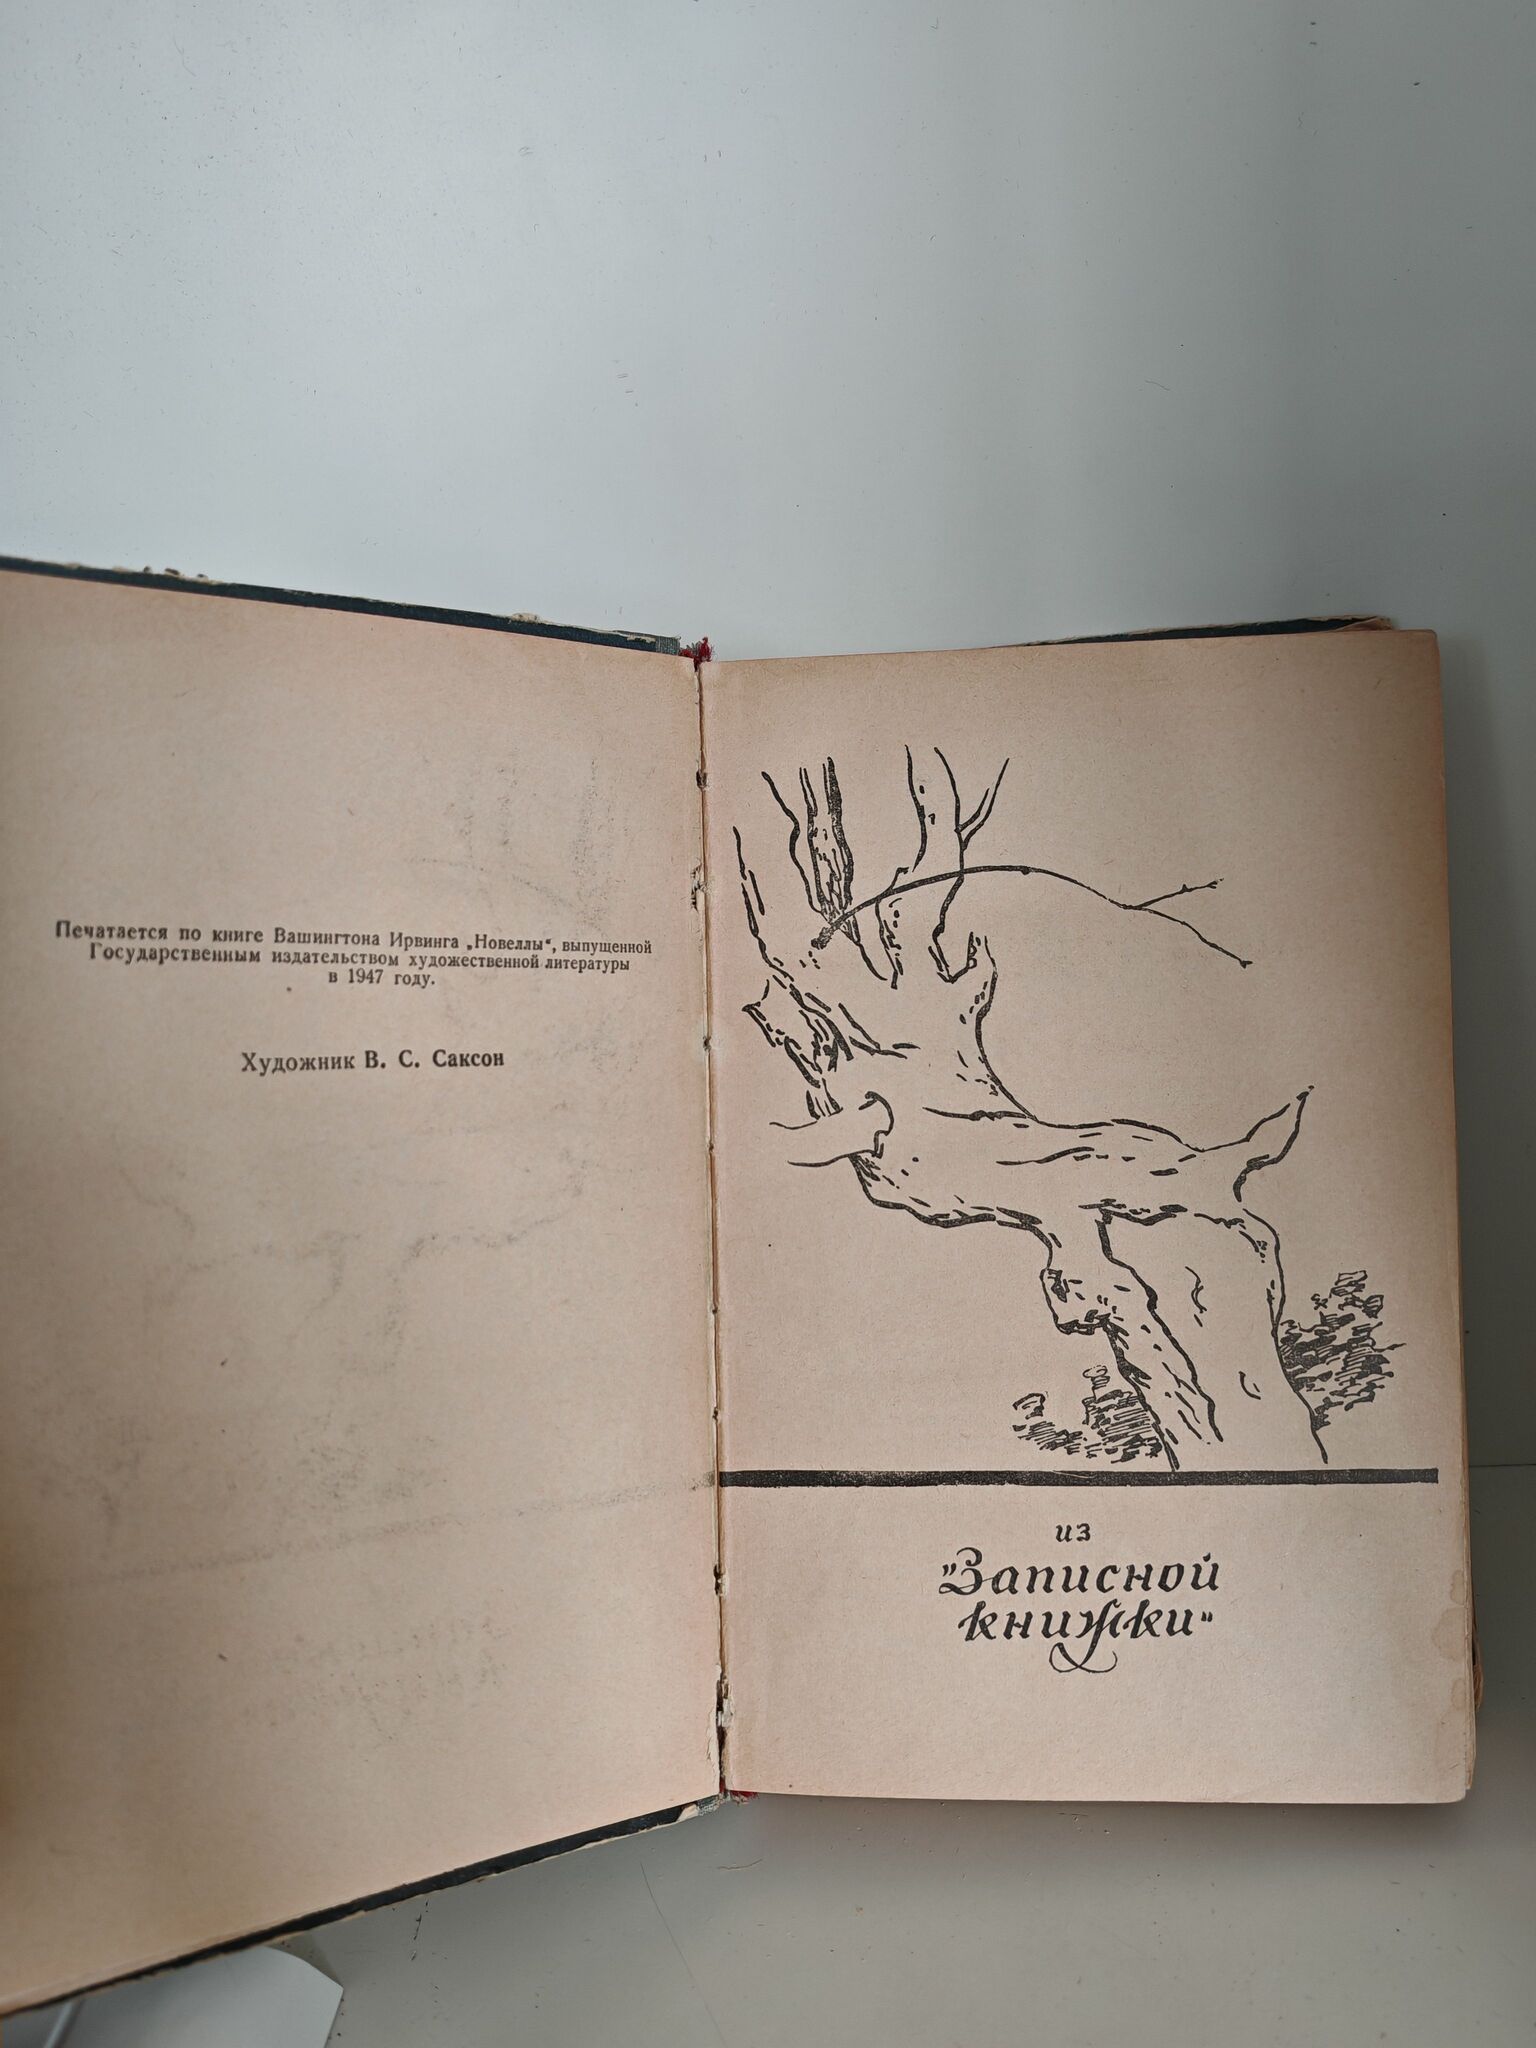 Печатается по книге Вашингтона Ирвинга „Новеллы“, выпущенной
Государственным издательством художественной литературы
в 1947 году.
Художник В. С. Саксон
из
"Записной
книжки"